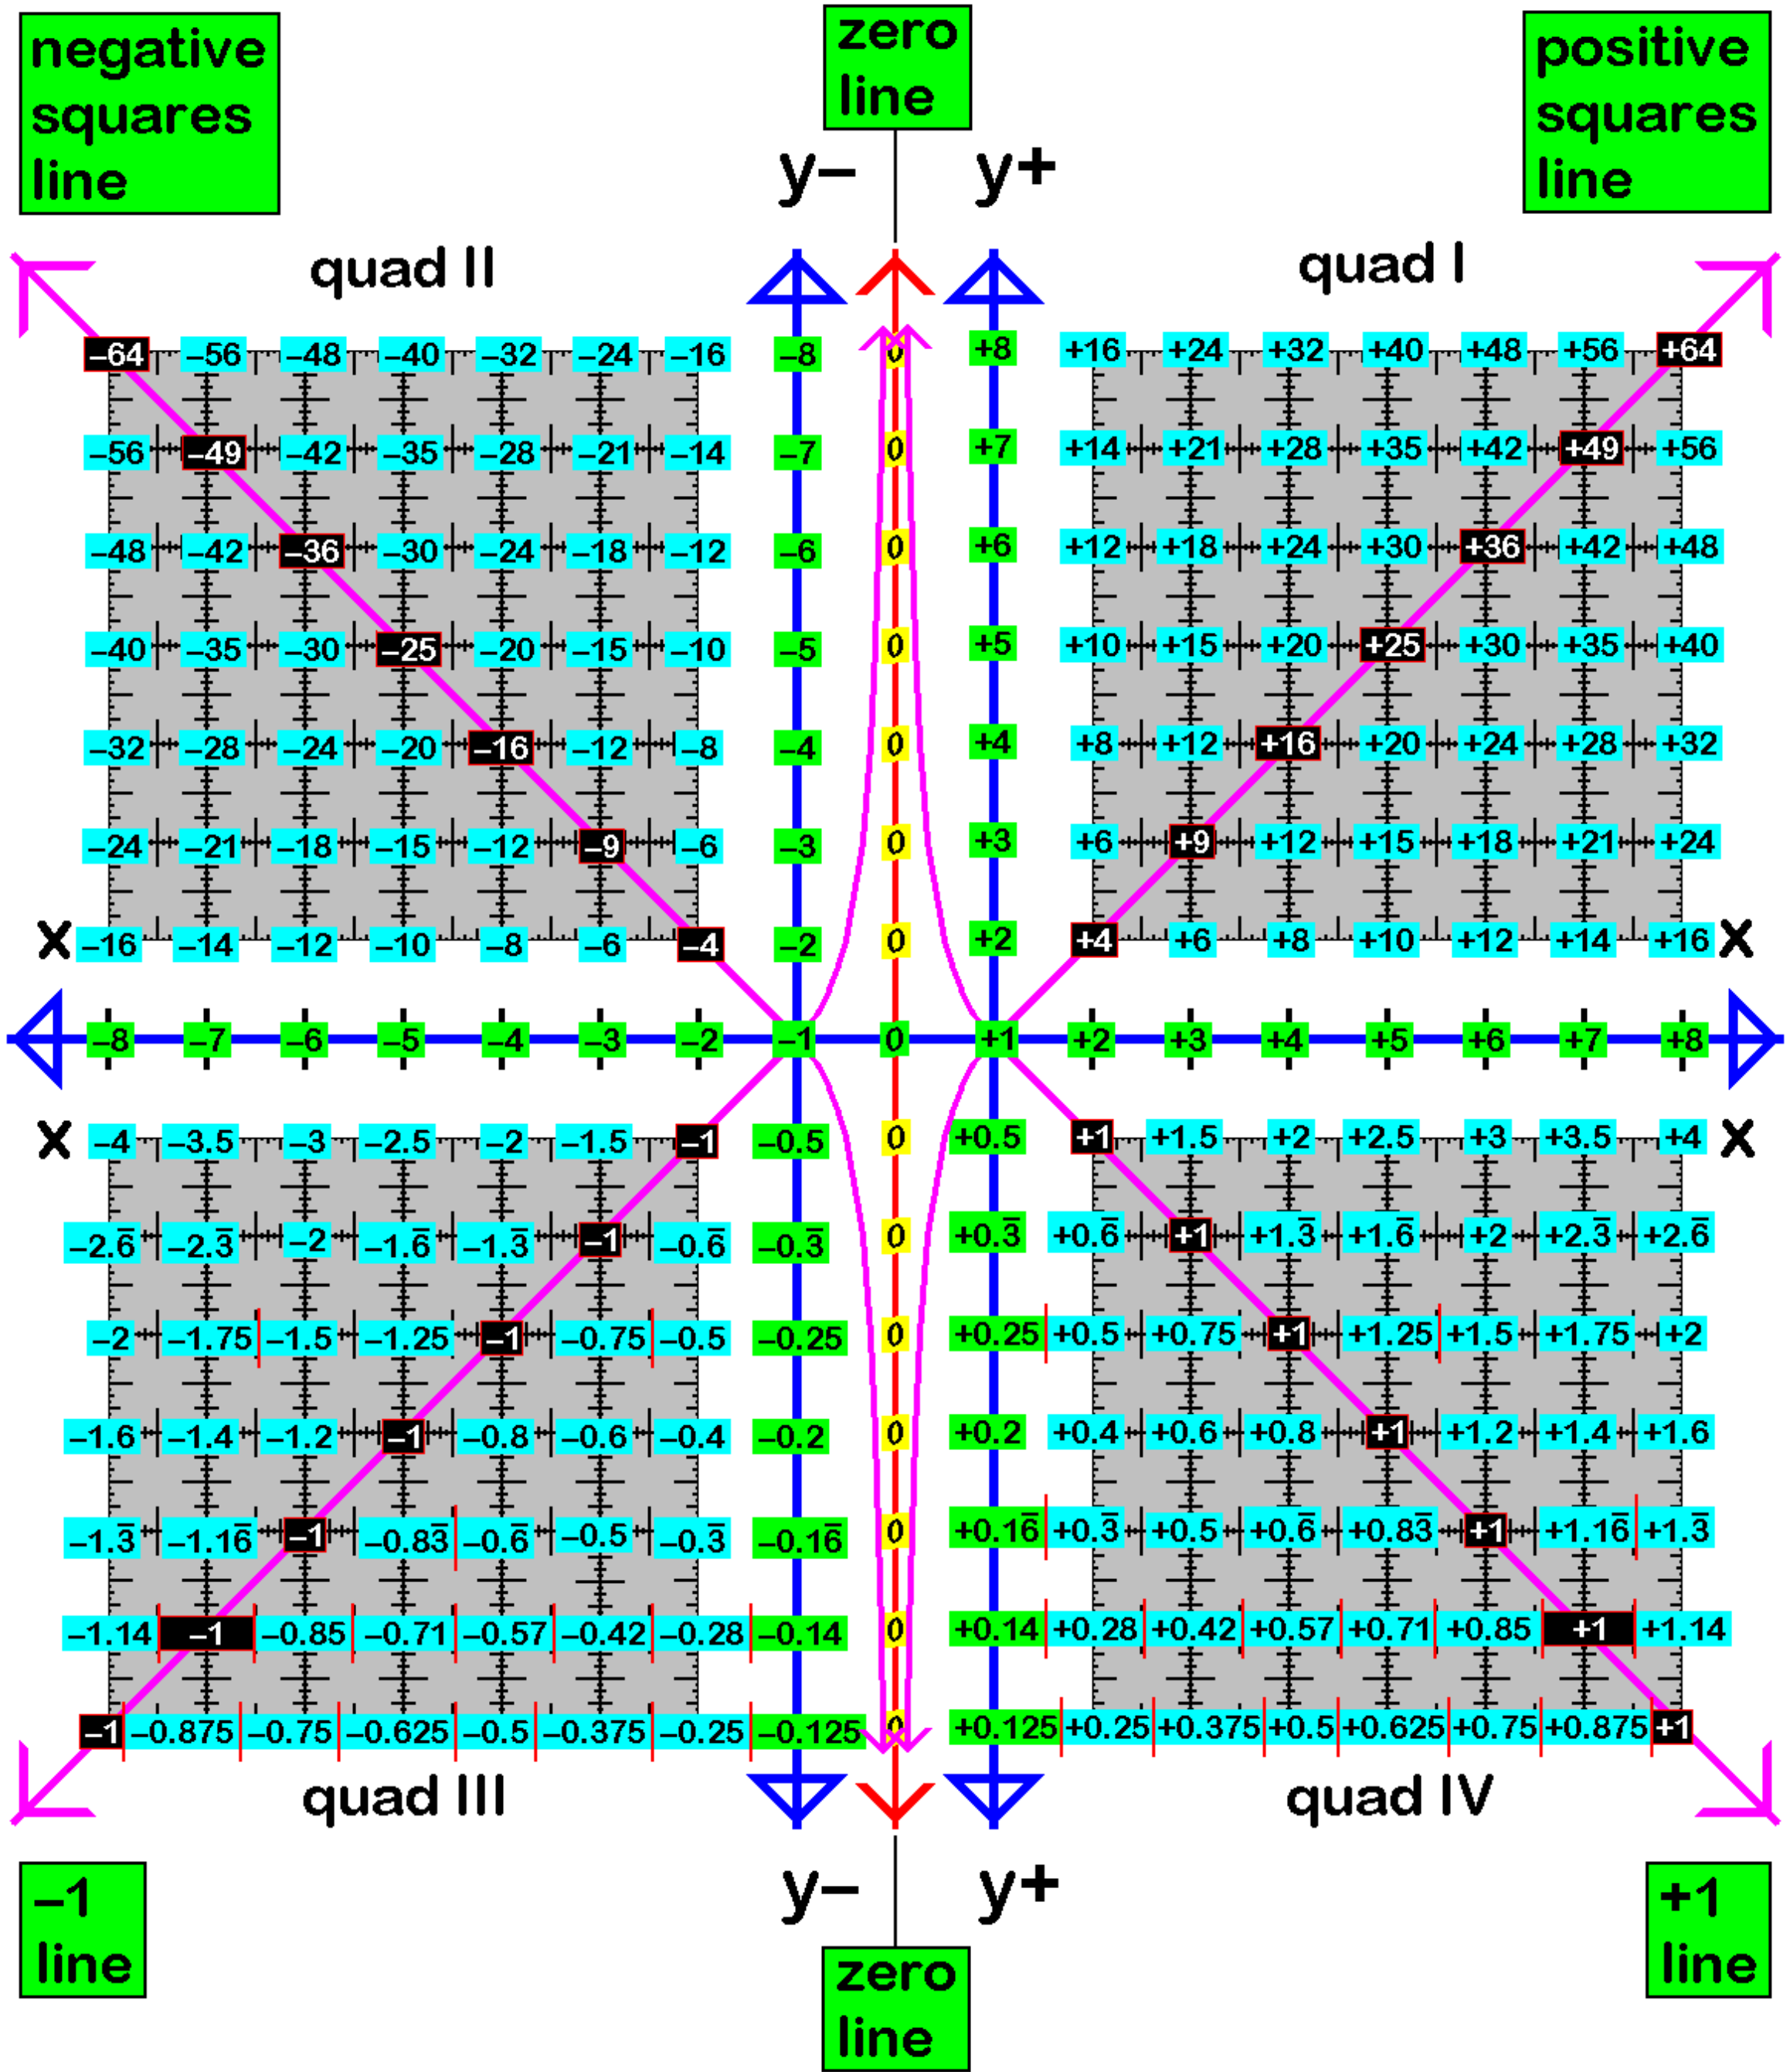 negative
squares
line
zero
line
positive
squares
line
y– y+
quad II
quad I
–64 –56 –48 –40 –32 –24 –16 –8 0 +8 +16 +24 +32 +40 +48 +56 +64
–56 –49 –42 –35 –28 –21 –14 –7 0 +7 +14 +21 +28 +35 +42 +49 +56
–48 –42 –36 –30 –24 –18 –12 –6 0 +6 +12 +18 +24 +30 +36 +42 +48
–40 –35 –30 –25 –20 –15 –10 –5 0 +5 +10 +15 +20 +25 +30 +35 +40
–32 –28 –24 –20 –16 –12 –8 –4 0 +4 +8 +12 +16 +20 +24 +28 +32
–24 –21 –18 –15 –12 –9 –6 –3 0 +3 +6 +9 +12 +15 +18 +21 +24
x –16 –14 –12 –10 –8 –6 –4 –2 0 +2 +4 +6 +8 +10 +12 +14 +16 x
–8 –7 –6 –5 –4 –3 –2 –1 0 +1 +2 +3 +4 +5 +6 +7 +8
x –4 –3.5 –3 –2.5 –2 –1.5 –1 –0.5 0 +0.5 +1 +1.5 +2 +2.5 +3 +3.5 +4 x
–2.6̅ –2.3̅ –2 –1.6̅ –1.3̅ –1 –0.6̅ –0.3̅ 0 +0.3̅ +0.6̅ +1 +1.3̅ +1.6̅ +2 +2.3̅ +2.6̅
–2 –1.75 –1.5 –1.25 –1 –0.75 –0.5 –0.25 0 +0.25 +0.5 +0.75 +1 +1.25 +1.5 +1.75 +2
–1.6 –1.4 –1.2 –1 –0.8 –0.6 –0.4 –0.2 0 +0.2 +0.4 +0.6 +0.8 +1 +1.2 +1.4 +1.6
–1.3̅ –1.16̅ –1 –0.83̅ –0.6̅ –0.5 –0.3̅ –0.16̅ 0 +0.16̅ +0.3̅ +0.5 +0.6̅ +0.83̅ +1 +1.16̅ +1.3̅
–1.14 –1 –0.85 –0.71 –0.57 –0.42 –0.28 –0.14 0 +0.14 +0.28 +0.42 +0.57 +0.71 +0.85 +1 +1.14
–1 –0.875 –0.75 –0.625 –0.5 –0.375 –0.25 –0.125 0 +0.125 +0.25 +0.375 +0.5 +0.625 +0.75 +0.875 +1
quad III
quad IV
y– y+
–1
line
zero
line
+1
line